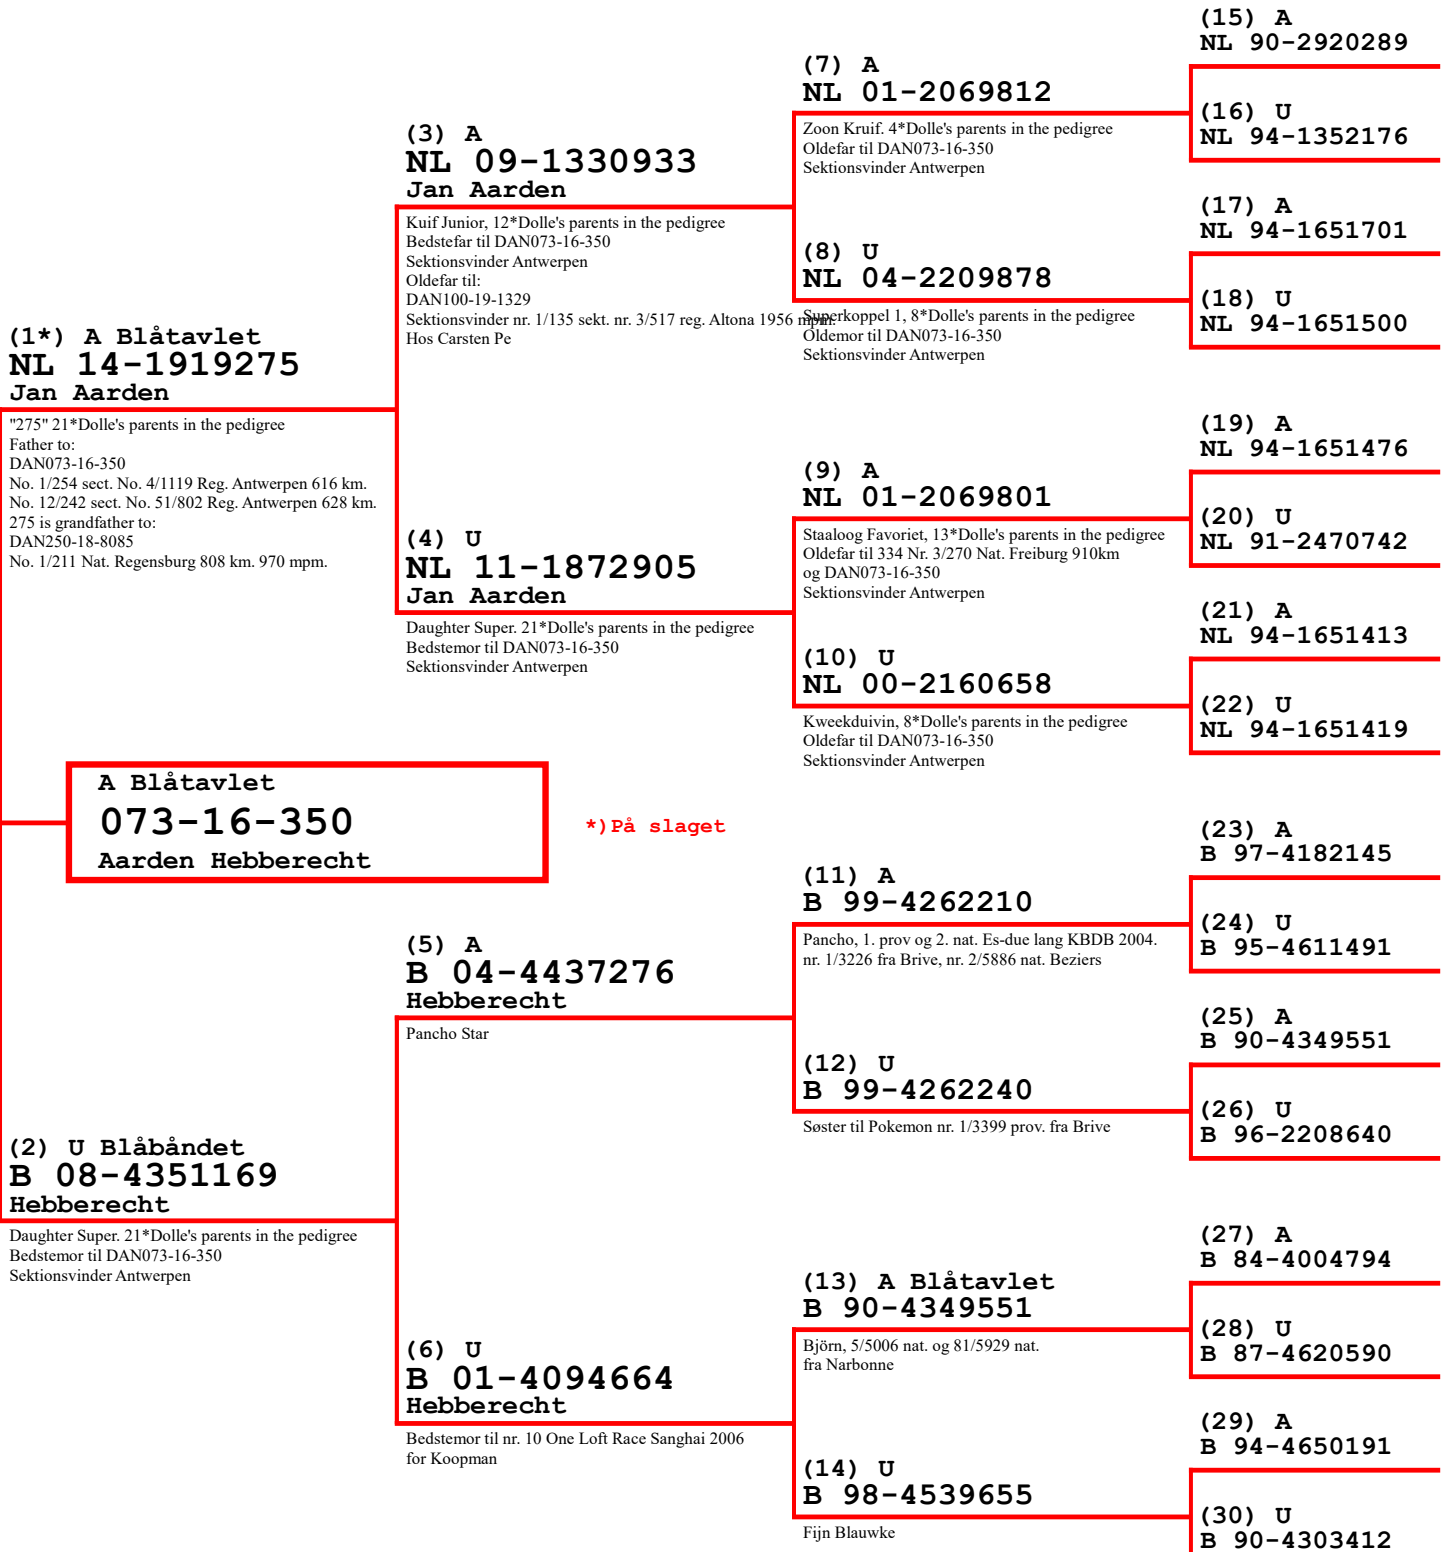 (1*) A Blåtavlet
NL 14-1919275
Jan Aarden
"275" 21*Dolle's parents in the pedigree
Father to:
DAN073-16-350
No. 1/254 sect. No. 4/1119 Reg. Antwerpen 616 km.
No. 12/242 sect. No. 51/802 Reg. Antwerpen 628 km.
275 is grandfather to:
DAN250-18-8085
No. 1/211 Nat. Regensburg 808 km. 970 mpm.
A Blåtavlet
073-16-350
Aarden Hebberecht
*)På slaget
(2) U Blåbåndet
B 08-4351169
Hebberecht
Daughter Super. 21*Dolle's parents in the pedigree
Bedstemor til DAN073-16-350
Sektionsvinder Antwerpen
(3) A
NL 09-1330933
Jan Aarden
Kuif Junior, 12*Dolle's parents in the pedigree
Bedstefar til DAN073-16-350
Sektionsvinder Antwerpen
Oldefar til:
DAN100-19-1329
Sektionsvinder nr. 1/135 sekt. nr. 3/517 reg. Altona 1956 mpm.
Hos Carsten Pe
(4) U
NL 11-1872905
Jan Aarden
Daughter Super. 21*Dolle's parents in the pedigree
Bedstemor til DAN073-16-350
Sektionsvinder Antwerpen
(5) A
B 04-4437276
Hebberecht
Pancho Star
(6) U
B 01-4094664
Hebberecht
Bedstemor til nr. 10 One Loft Race Sanghai 2006
for Koopman
(7) A
NL 01-2069812
Zoon Kruif. 4*Dolle's parents in the pedigree
Oldefar til DAN073-16-350
Sektionsvinder Antwerpen
(8) U
NL 04-2209878
Superkoppel 1, 8*Dolle's parents in the pedigree
Oldemor til DAN073-16-350
Sektionsvinder Antwerpen
(9) A
NL 01-2069801
Staaloog Favoriet, 13*Dolle's parents in the pedigree
Oldefar til 334 Nr. 3/270 Nat. Freiburg 910km
og DAN073-16-350
Sektionsvinder Antwerpen
(10) U
NL 00-2160658
Kweekduivin, 8*Dolle's parents in the pedigree
Oldefar til DAN073-16-350
Sektionsvinder Antwerpen
(11) A
B 99-4262210
Pancho, 1. prov og 2. nat. Es-due lang KBDB 2004.
nr. 1/3226 fra Brive, nr. 2/5886 nat. Beziers
(12) U
B 99-4262240
Søster til Pokemon nr. 1/3399 prov. fra Brive
(13) A Blåtavlet
B 90-4349551
Björn, 5/5006 nat. og 81/5929 nat.
fra Narbonne
(14) U
B 98-4539655
Fijn Blauwke
(15) A
NL 90-2920289
(16) U
NL 94-1352176
(17) A
NL 94-1651701
(18) U
NL 94-1651500
(19) A
NL 94-1651476
(20) U
NL 91-2470742
(21) A
NL 94-1651413
(22) U
NL 94-1651419
(23) A
B 97-4182145
(24) U
B 95-4611491
(25) A
B 90-4349551
(26) U
B 96-2208640
(27) A
B 84-4004794
(28) U
B 87-4620590
(29) A
B 94-4650191
(30) U
B 90-4303412